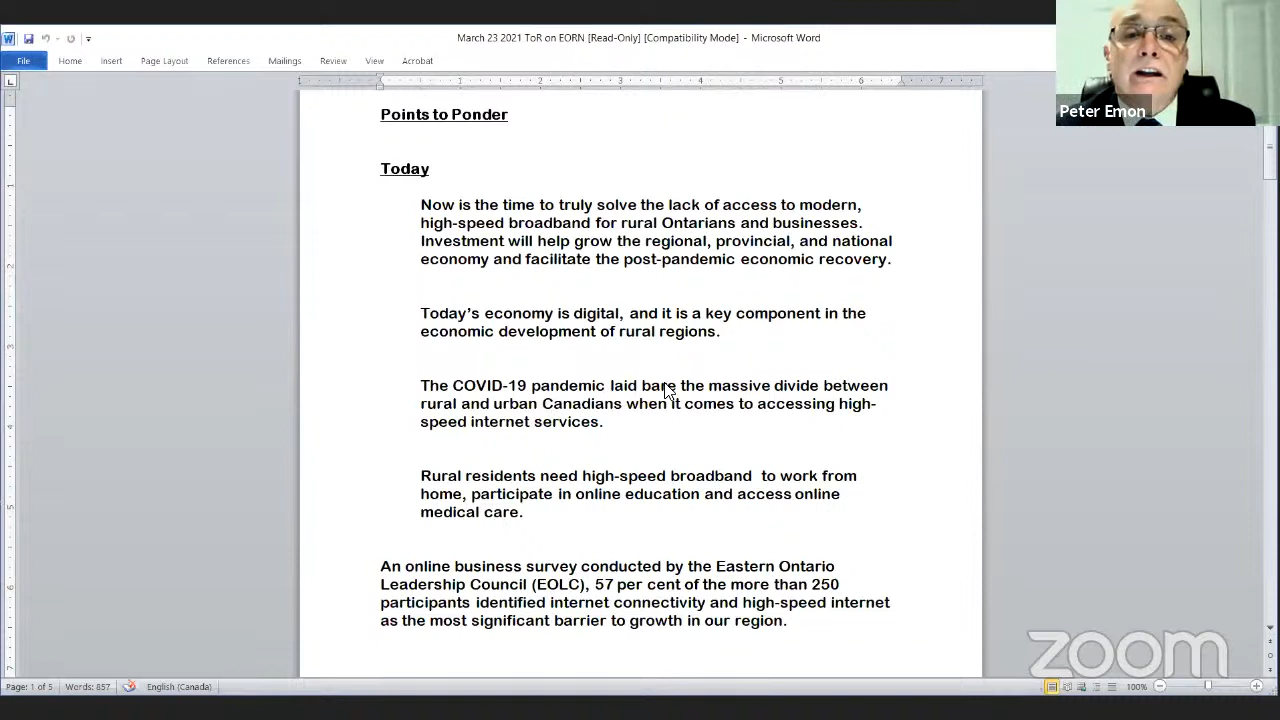 March 23 2021 ToR on EORN [Read-Only] [Compatibility Mode] - Microsoft Word
File Home Insert Page Layout References Mailings Review View Acrobat
Peter Emon
1 1 2 3 4 5 6 7
Points to Ponder
Today
Now is the time to truly solve the lack of access to modern,
high-speed broadband for rural Ontarians and businesses.
Investment will help grow the regional, provincial, and national
economy and facilitate the post-pandemic economic recovery.
Today’s economy is digital, and it is a key component in the
economic development of rural regions.
The COVID-19 pandemic laid bare the massive divide between
rural and urban Canadians when it comes to accessing high-
speed internet services.
Rural residents need high-speed broadband  to work from
home, participate in online education and access online
medical care.
An online business survey conducted by the Eastern Ontario
Leadership Council (EOLC), 57 per cent of the more than 250
participants identified internet connectivity and high-speed internet
as the most significant barrier to growth in our region.
zoom
Page: 1 of 5 Words: 857 English (Canada) 100%